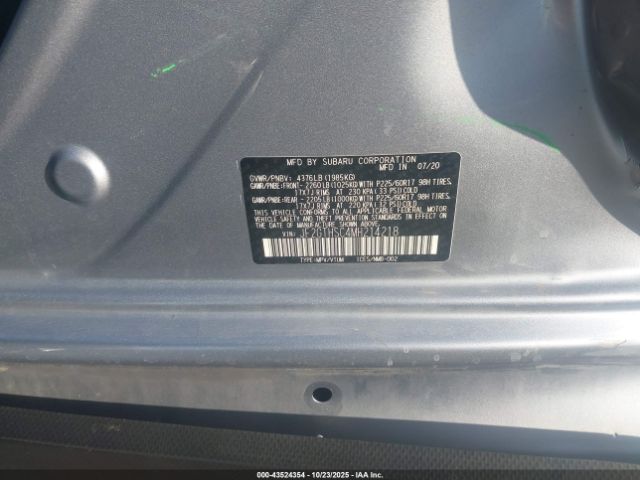 MFD BY SUBARU CORPORATION
MFD IN 07/20
GVWR/PNBV: 4376LB(1985KG)
GAWR/PNBE:FRONT- 2260LB(1025KG)WITH P225/60R17 98H TIRES,
17X7J RIMS AT 230 KPA(33 PSI)COLD
GAWR/PNBE:REAR - 2205LB(1000KG)WITH P225/60R17 98H TIRES,
17X7J RIMS AT 220 KPA(32 PSI)COLD
THIS VEHICLE CONFORMS TO ALL APPLICABLE FEDERAL MOTOR
VEHICLE SAFETY, BUMPER, AND THEFT PREVENTION STANDARDS
IN EFFECT ON THE DATE OF MANUFACTURE SHOWN ABOVE.
VIN: JF2GTHSC4MH214218
TYPE:MPV/VTUM
000-43524354 | 10/23/2025 |